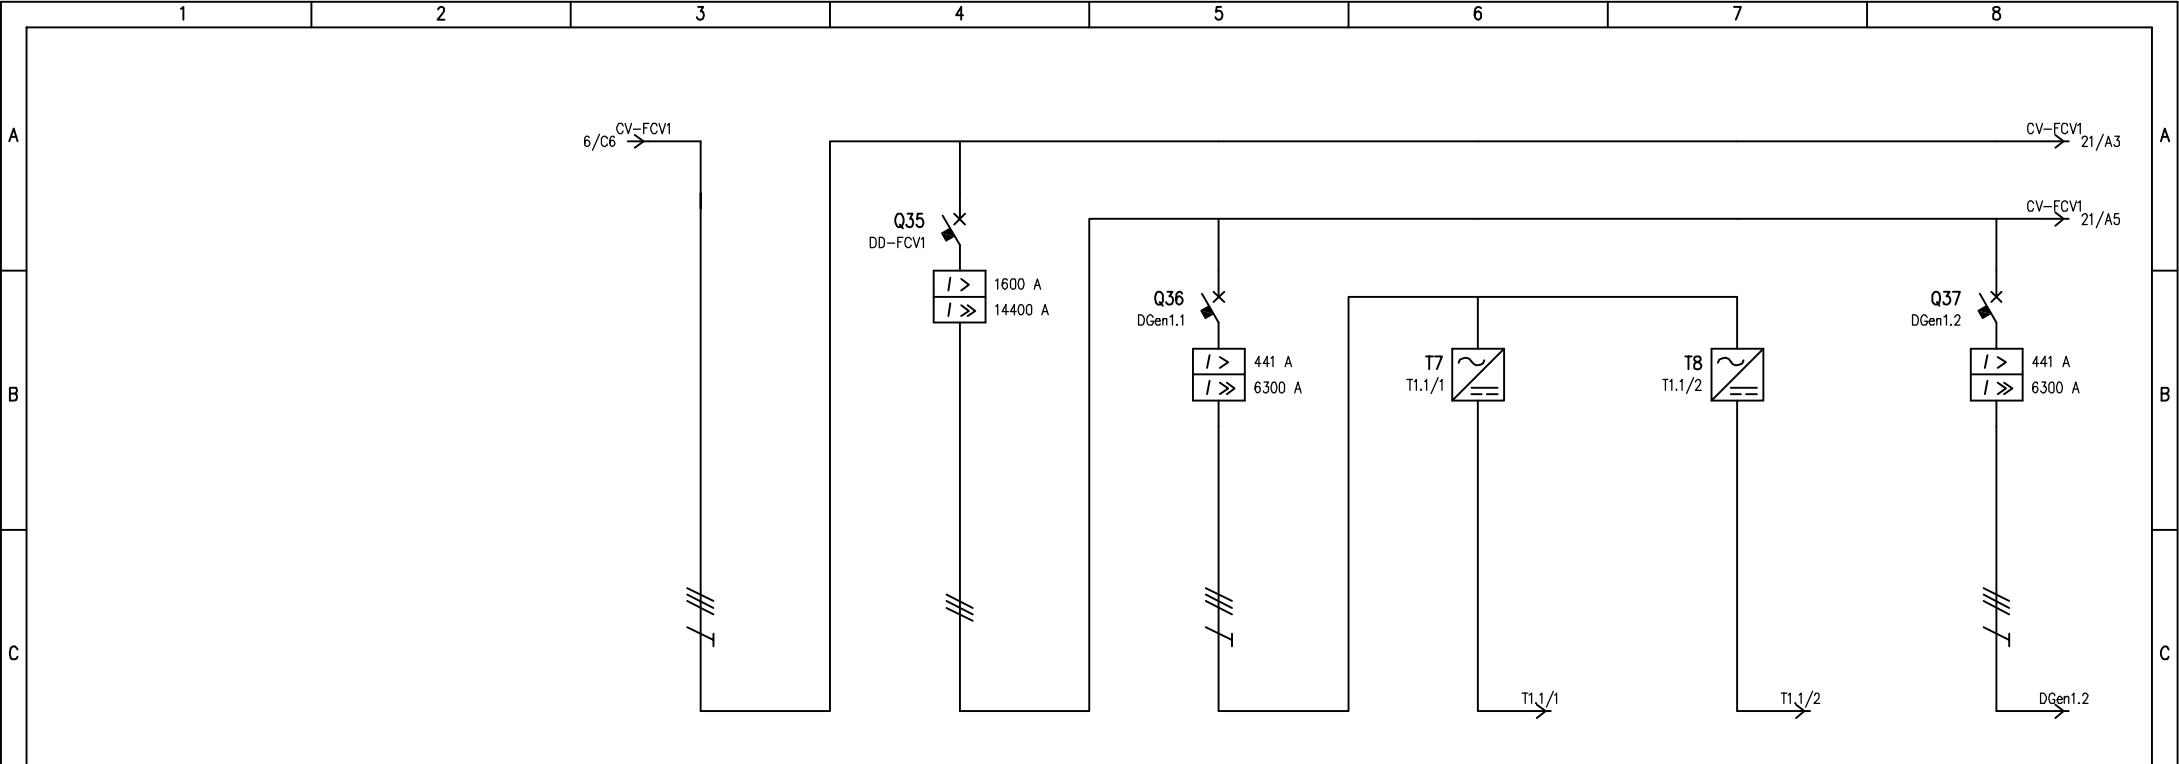 1 2 3 4 5 6 7 8
A A
CV-FCV1
6/C6
CV-FCV1
21/A3
CV-FCV1
21/A5
Q35
DD-FCV1
I >
1600 A
I >>
14400 A
Q36
DGen1.1
I >
441 A
I >>
6300 A
T7
T1.1/1
T8
T1.1/2
Q37
DGen1.2
I >
441 A
I >>
6300 A
B B
C C
T1.1/1
T1.1/2
DGen1.2